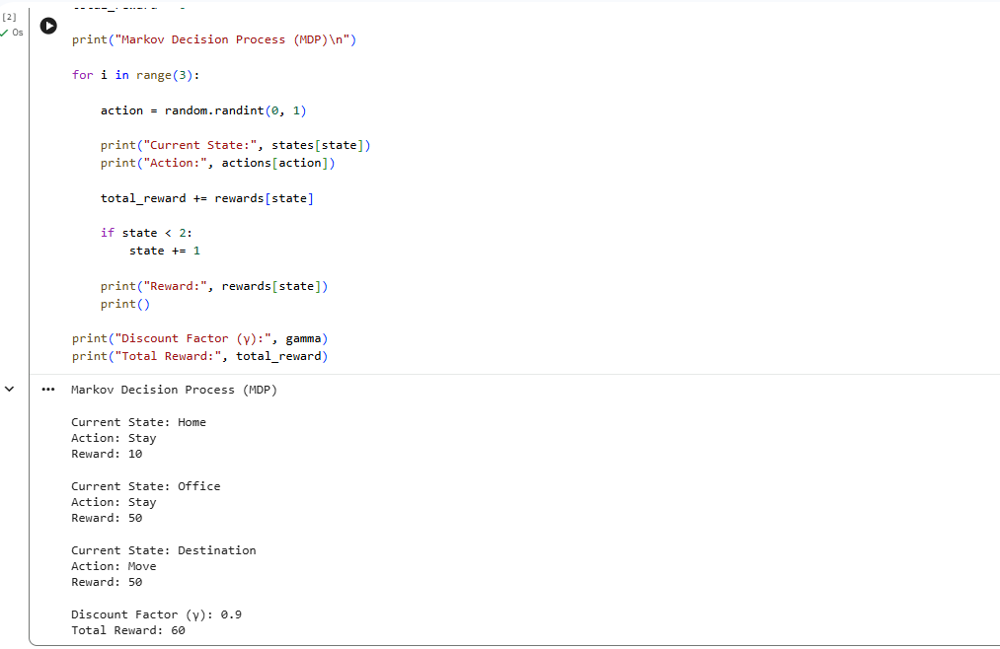 [2]
✓ 0s
print("Markov Decision Process (MDP)\n")
for i in range(3):
    action = random.randint(0, 1)
    print("Current State:", states[state])
    print("Action:", actions[action])
    total_reward += rewards[state]
    if state < 2:
        state += 1
    print("Reward:", rewards[state])
    print()
print("Discount Factor (γ):", gamma)
print("Total Reward:", total_reward)
Markov Decision Process (MDP)
Current State: Home
Action: Stay
Reward: 10
Current State: Office
Action: Stay
Reward: 50
Current State: Destination
Action: Move
Reward: 50
Discount Factor (γ): 0.9
Total Reward: 60